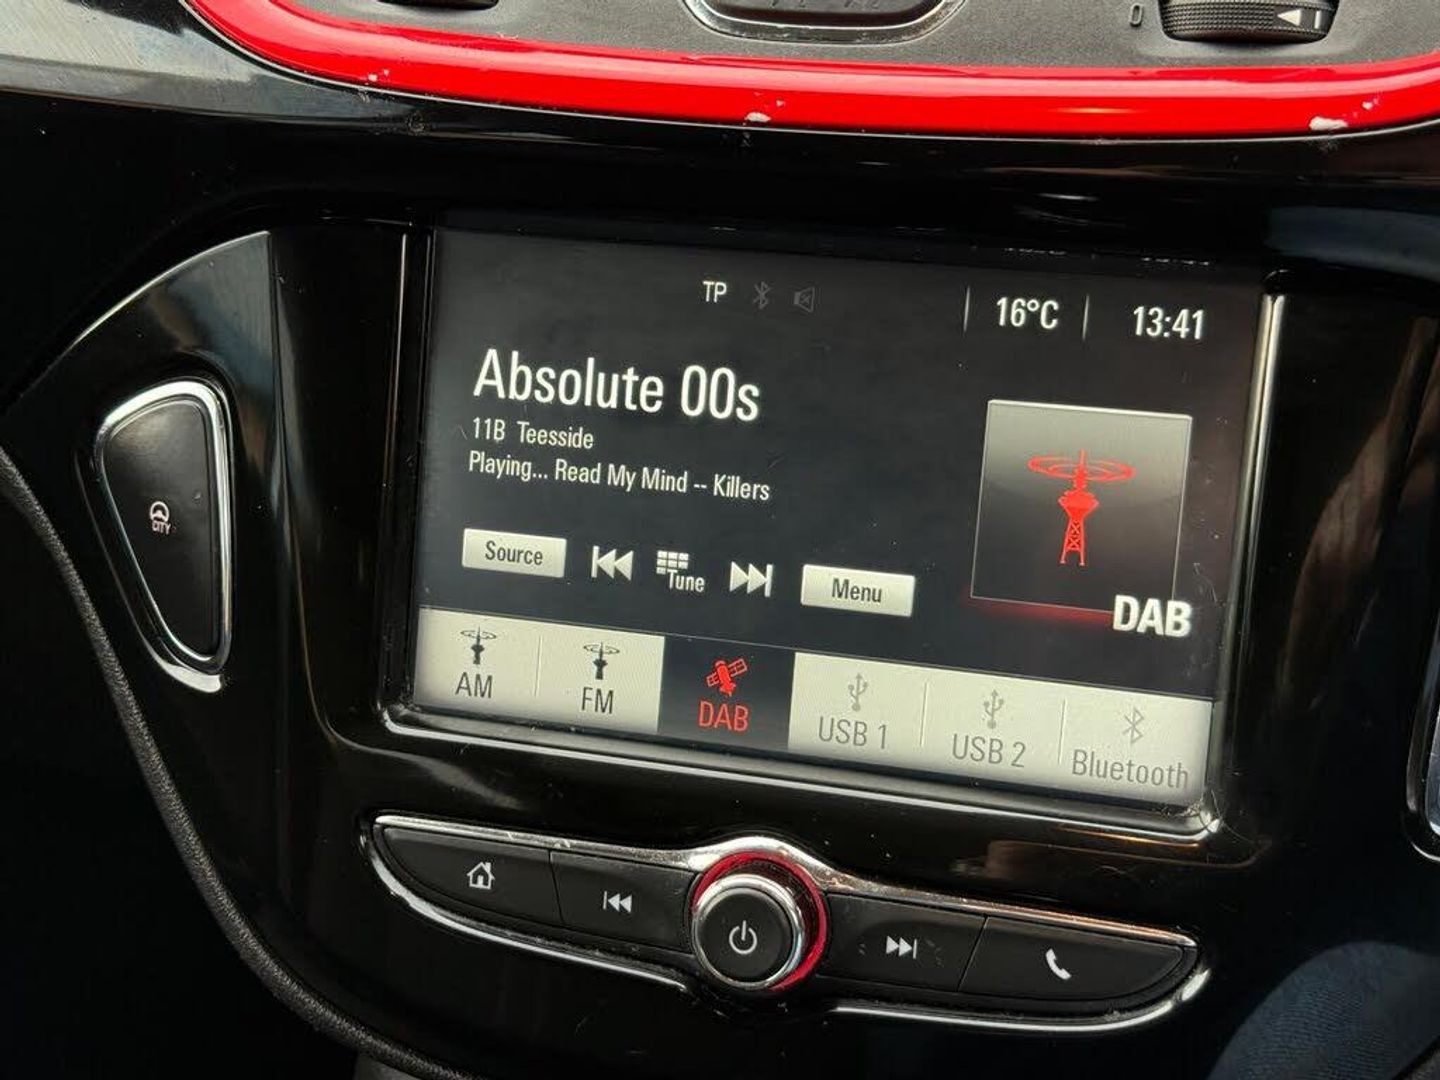 0
TP
16°C
13:41
Absolute 00s
11B Teesside
Playing... Read My Mind -- Killers
Source
Tune
Menu
DAB
AM
FM
DAB
USB 1
USB 2
Bluetooth
CITY